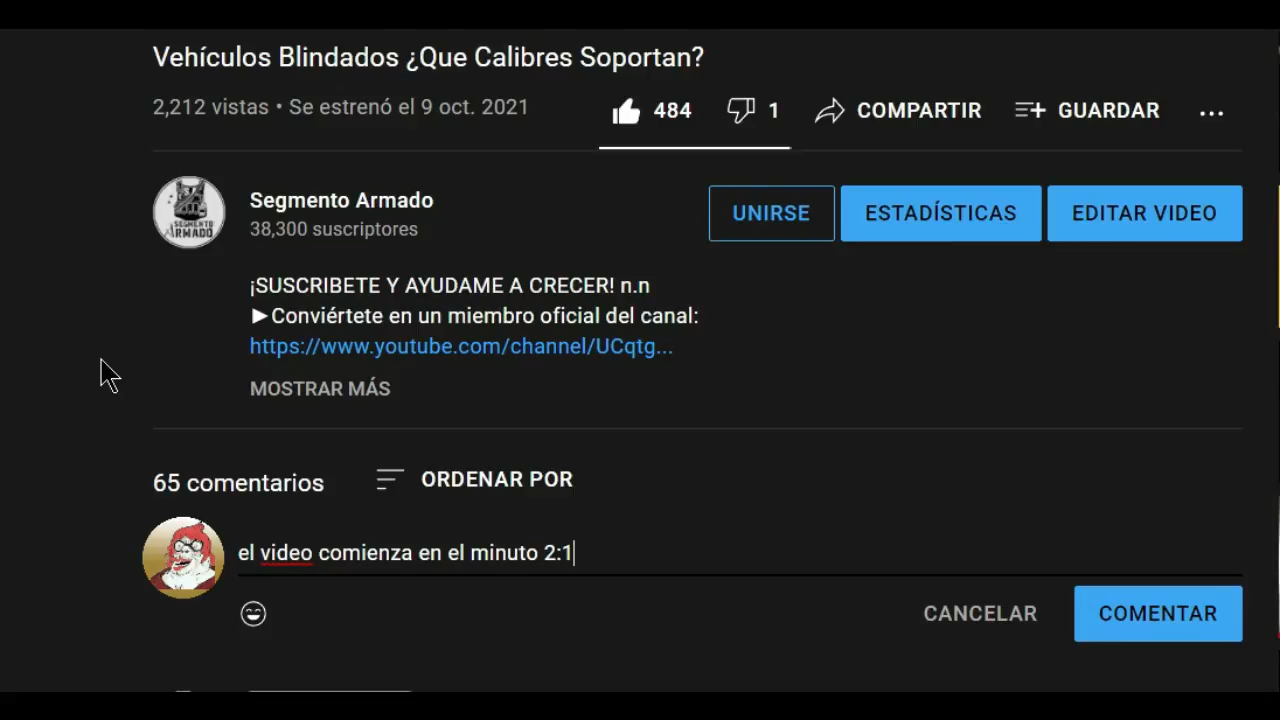 Vehículos Blindados ¿Que Calibres Soportan?
2,212 vistas • Se estrenó el 9 oct. 2021
484
1
COMPARTIR
GUARDAR
SEGMENTO
ARMADO
Segmento Armado
38,300 suscriptores
UNIRSE
ESTADÍSTICAS
EDITAR VIDEO
¡SUSCRIBETE Y AYUDAME A CRECER! n.n
►Conviértete en un miembro oficial del canal:
https://www.youtube.com/channel/UCqtg...
MOSTRAR MÁS
65 comentarios
ORDENAR POR
el video comienza en el minuto 2:1
CANCELAR
COMENTAR